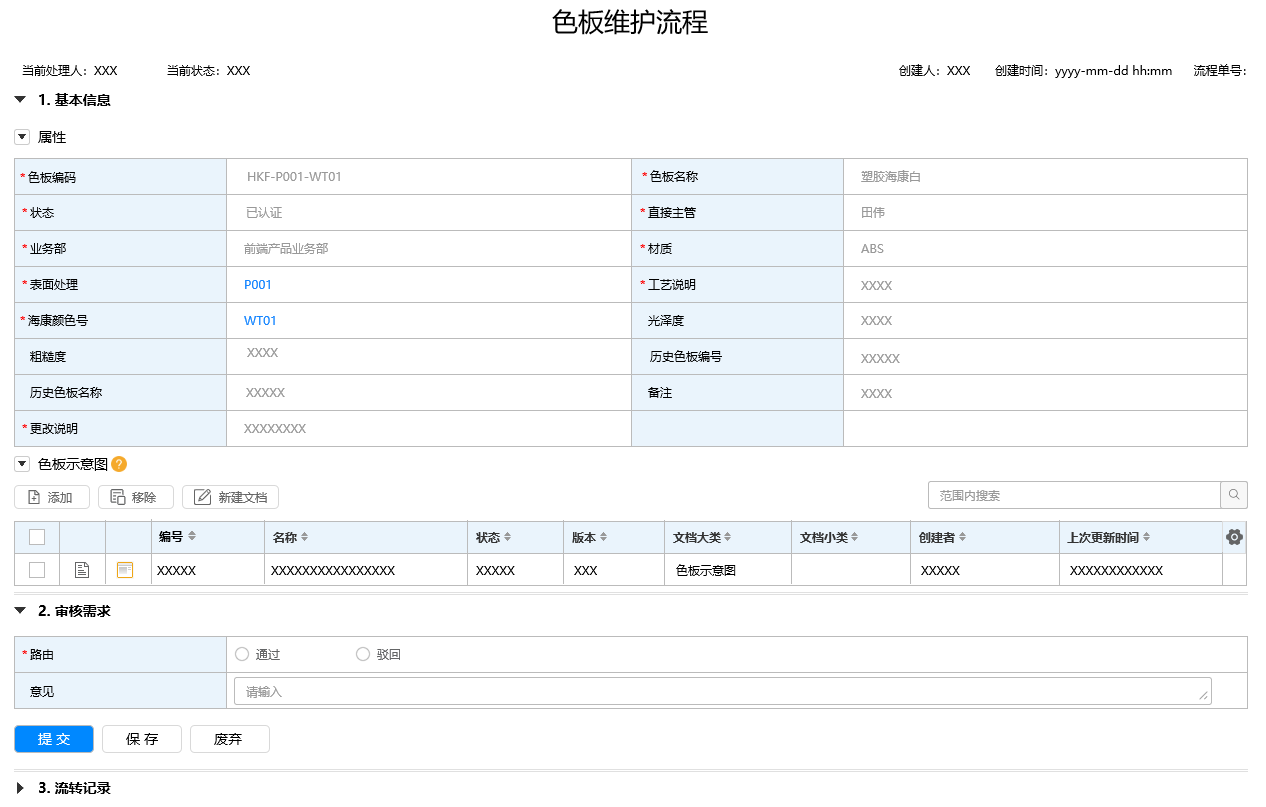 色板维护流程
当前处理人：XXX 当前状态：XXX 创建人：XXX 创建时间：yyyy-mm-dd hh:mm 流程单号：
1. 基本信息
属性
*色板编码 HKF-P001-WT01 *色板名称 塑胶海康白
*状态 已认证 *直接主管 田伟
*业务部 前端产品业务部 *材质 ABS
*表面处理 P001 *工艺说明 XXXX
*海康颜色号 WT01 光泽度 XXXX
粗糙度 XXXX 历史色板编号 XXXXX
历史色板名称 XXXXX 备注 XXXX
*更改说明 XXXXXXXX
色板示意图 ?
添加 移除 新建文档 范围内搜索
编号 名称 状态 版本 文档大类 文档小类 创建者 上次更新时间
XXXXX XXXXXXXXXXXXXXXX XXXXX XXX 色板示意图 XXXXX XXXXXXXXXXXX
2. 审核需求
*路由 通过 驳回
意见 请输入
提 交 保 存 废弃
3. 流转记录